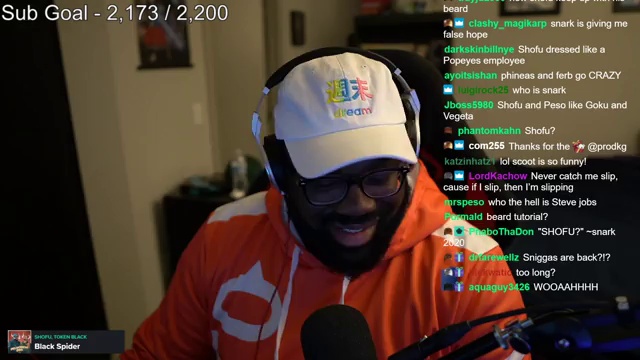 Sub Goal - 2,173 / 2,200
beard
clashy_magikarp snark is giving me
false hope
darkskinbillnye Shofu dressed like a
Popeyes employee
ayoitsishan phineas and ferb go CRAZY
luigirock25 who is snark
Jboss5980 Shofu and Peso like Goku and
Vegeta
phantomkahn Shofu?
com255 Thanks for the @prodkg
katzinhatz1 lol scoot is so funny!
LordKachow Never catch me slip,
cause if I slip, then I'm slipping
mrspeso who the hell is Steve jobs
beard tutorial?
PhaboThaDon "SHOFU?" ~snark
2020
drfarewellz Sniggas are back?!?
too long?
aquaguy3426 WOOAHHHH
週末
dream
SHOFU, TOKEN BLACK
Black Spider